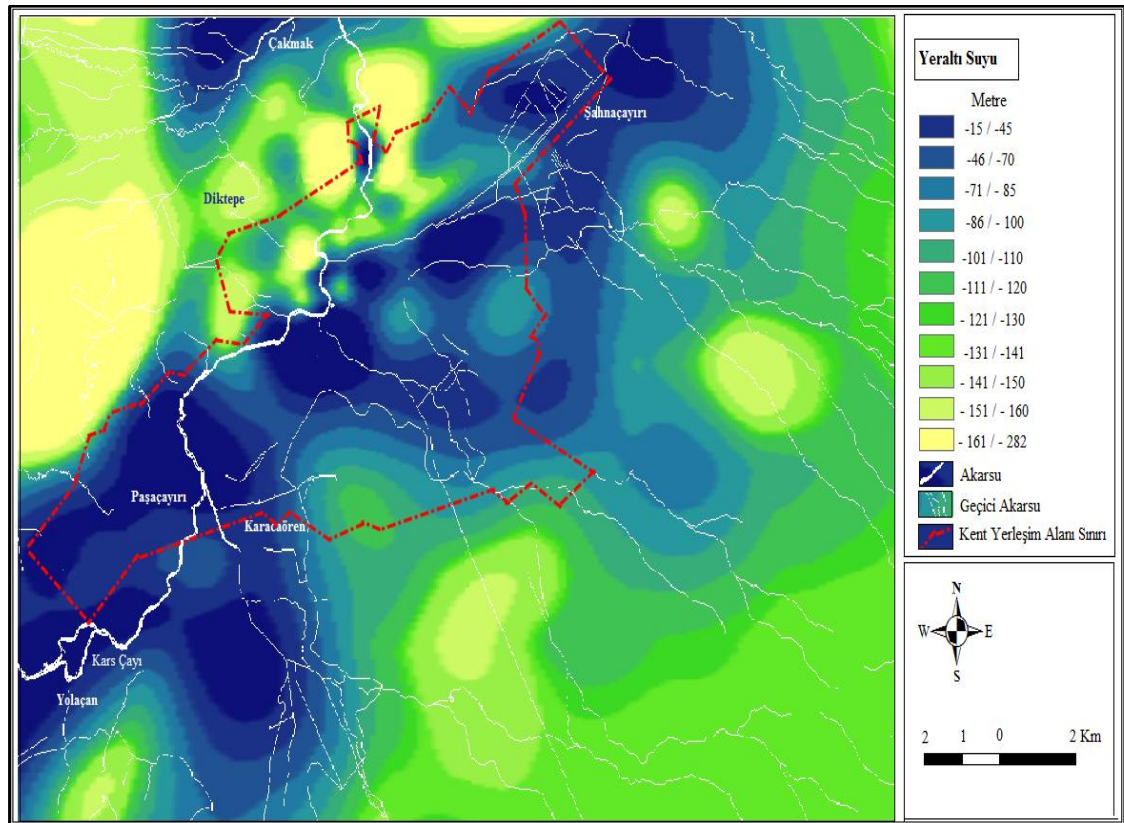 Çakmak
Şahnaçayırı
Diktepe
Paşaçayırı
Karacaören
Kars Çayı
Yolaçan
Yeraltı Suyu
Metre
-15 / -45
-46 / -70
-71 / - 85
-86 / - 100
-101 / -110
-111 / - 120
-121 / -130
-131 / -141
- 141 / -150
- 151 / - 160
- 161 / - 282
Akarsu
Geçici Akarsu
Kent Yerleşim Alanı Sınırı
N
W E
S
2 1 0 2 Km